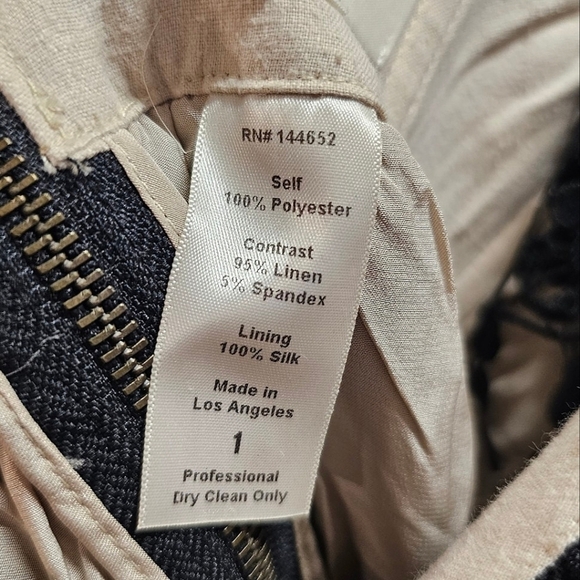 RN# 144652
Self
100% Polyester
Contrast
95% Linen
5% Spandex
Lining
100% Silk
Made in
Los Angeles
1
Professional
Dry Clean Only